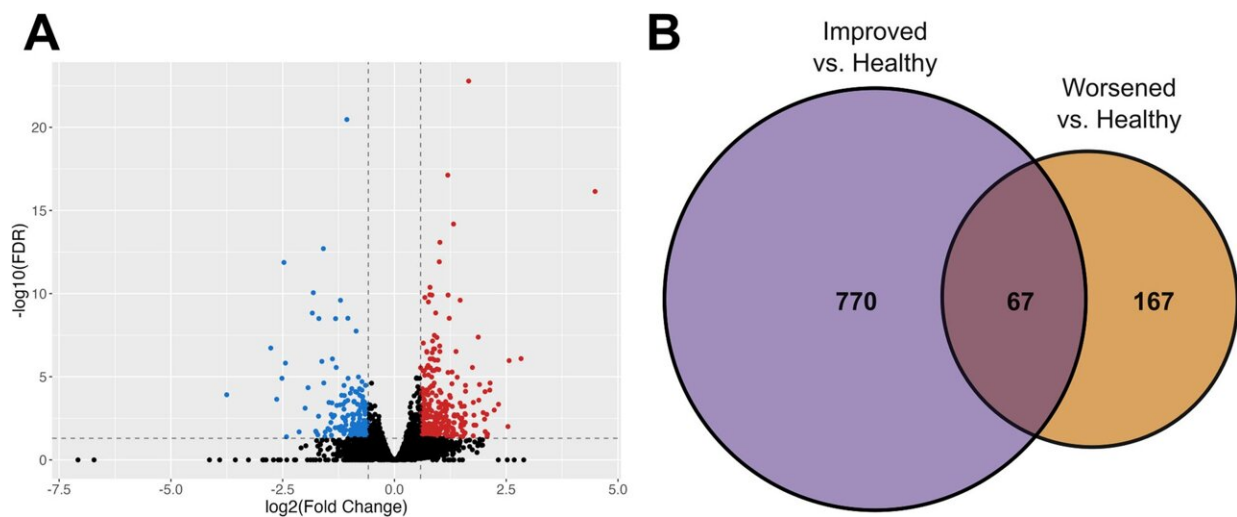 A
-log10(FDR)
20
15
10
5
0
-7.5
-5.0
-2.5
0.0
2.5
5.0
log2(Fold Change)
B
Improved
vs. Healthy
Worsened
vs. Healthy
770
67
167